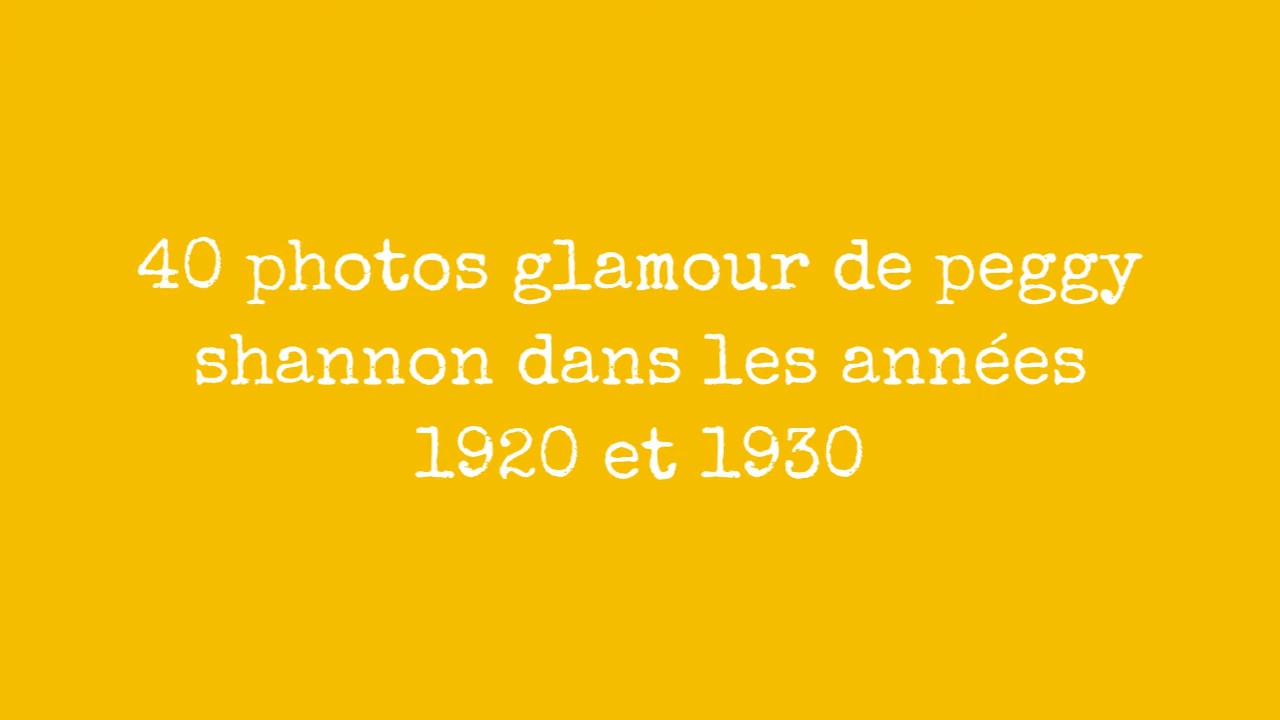 40 photos glamour de peggy
shannon dans les années
1920 et 1930